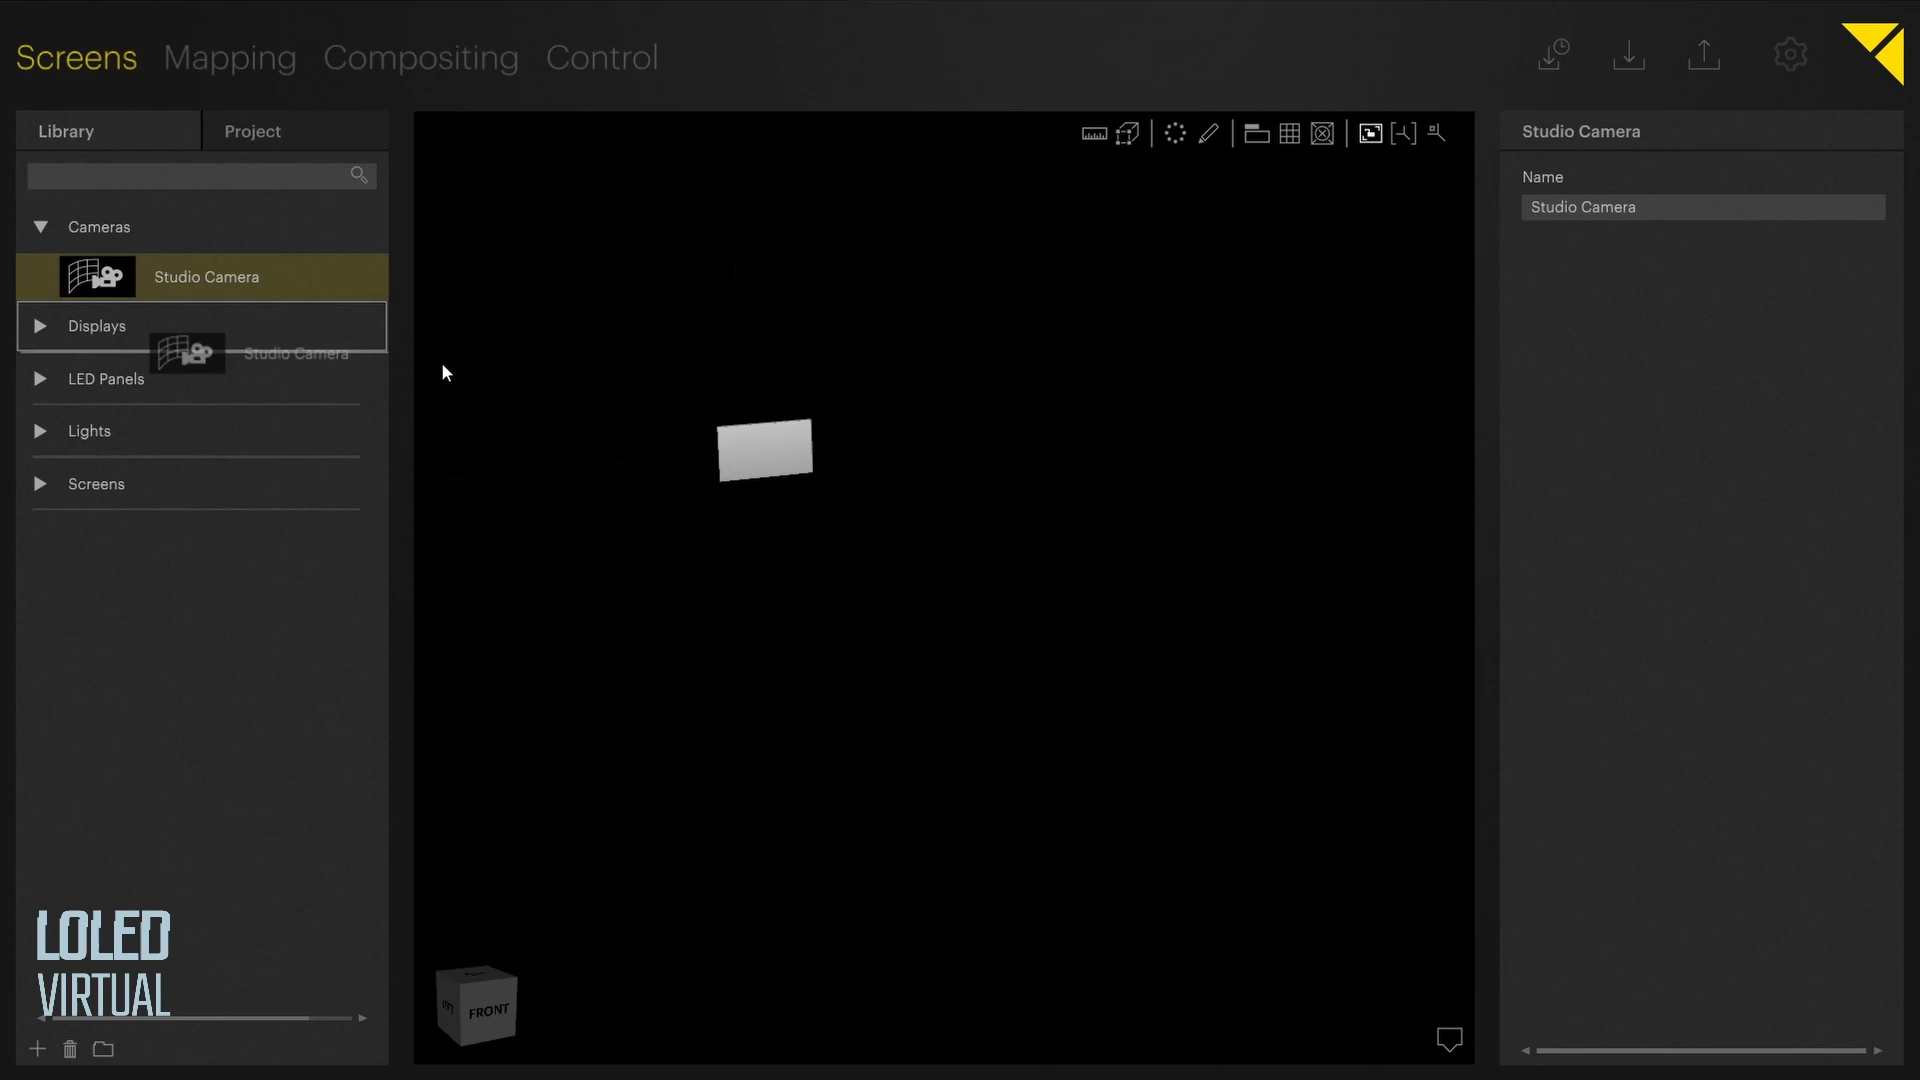 Screens Mapping Compositing Control
Library Project
Cameras
Studio Camera
Displays
Studio Camera
LED Panels
Lights
Screens
LOLED
VIRTUAL
FRONT
Studio Camera
Name
Studio Camera